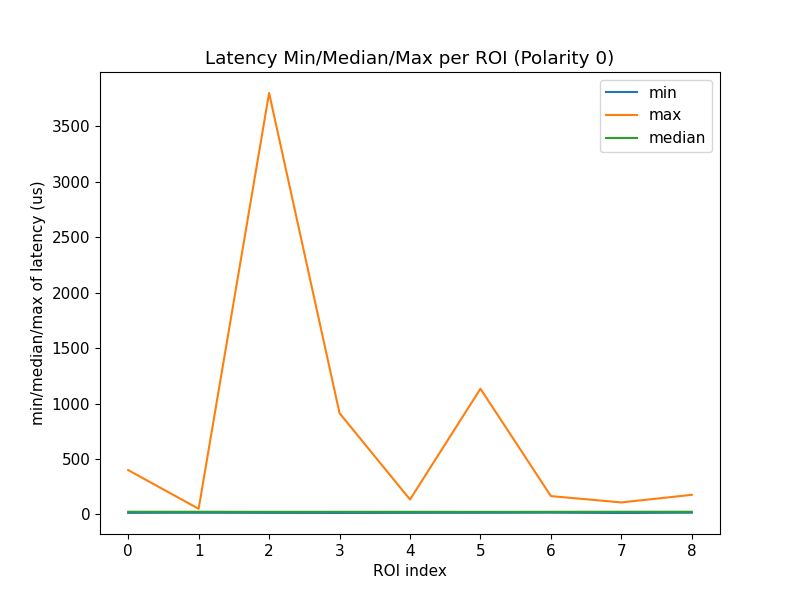 Latency Min/Median/Max per ROI (Polarity 0)
min
max
median
min/median/max of latency (us)
3500
3000
2500
2000
1500
1000
500
0
0 1 2 3 4 5 6 7 8
ROI index